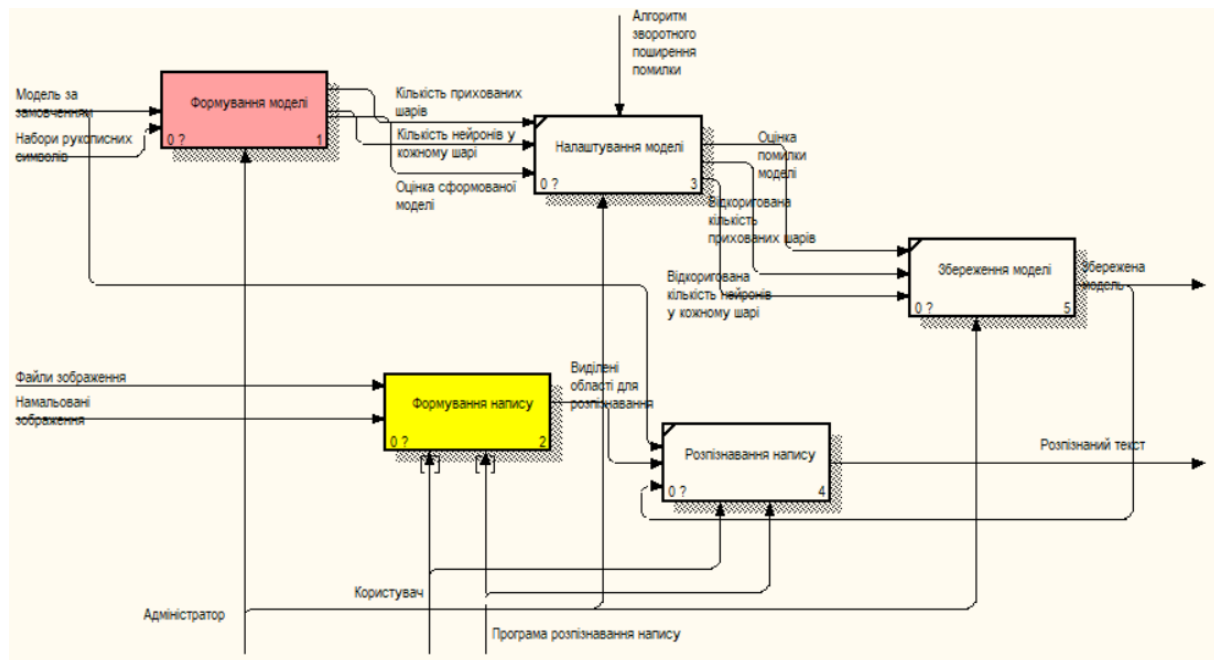 Алгоритм
зворотного
поширення
помилки
Модель за
замовченням
Набори рукописних
символів
Формування моделі
0 ?
1
Кількість прихованих
шарів
Кількість нейронів у
кожному шарі
Оцінка сформованої
моделі
Налаштування моделі
0 ?
3
Оцінка
помилки
моделі
Відкоригована
кількість
прихованих шарів
Відкоригована
кількість нейронів
у кожному шарі
Збереження моделі
0 ?
5
Збережена
модель
Файли зображення
Намальовані
зображення
Формування напису
0 ?
2
Виділені
області для
розпізнавання
Розпізнавання напису
0 ?
4
Розпізнаний текст
Користувач
Адміністратор
Програма розпізнавання напису